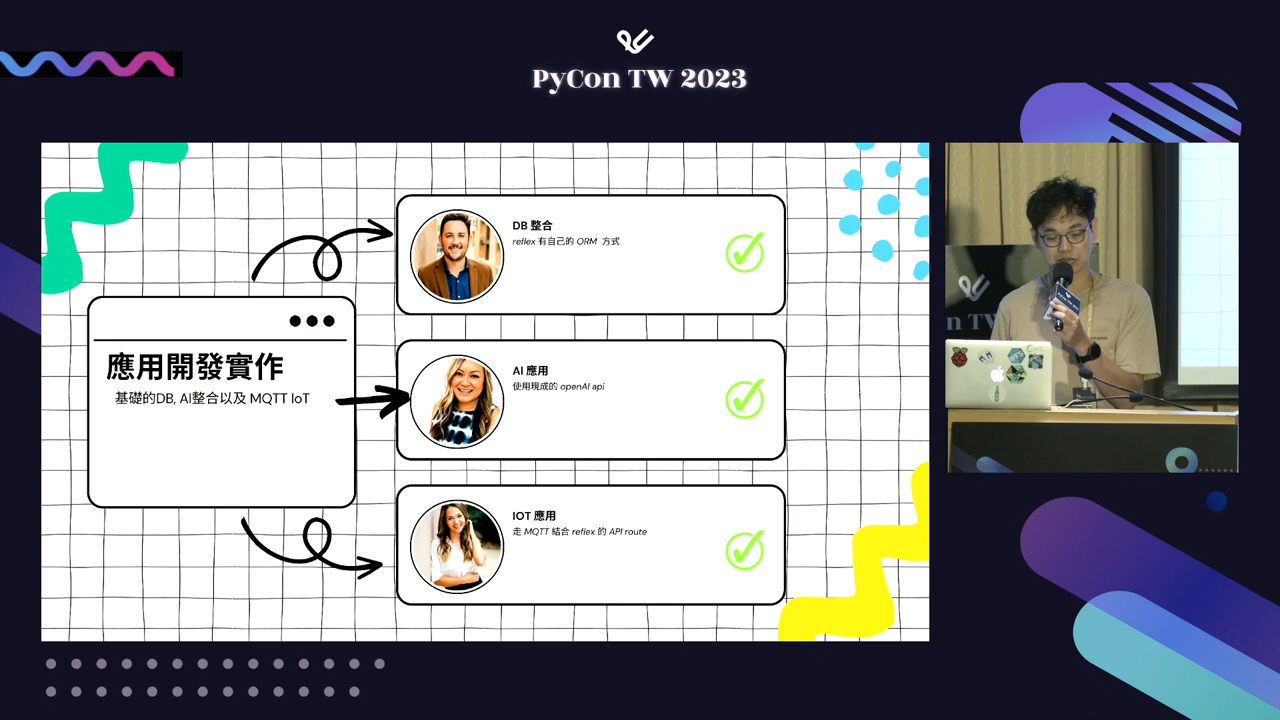 PyCon TW 2023
應用開發實作
基礎的DB, AI整合以及 MQTT IoT
DB 整合
reflex 有自己的 ORM 方式
AI 應用
使用現成的 openAI api
IOT 應用
走 MQTT 結合 reflex 的 API route
n TW